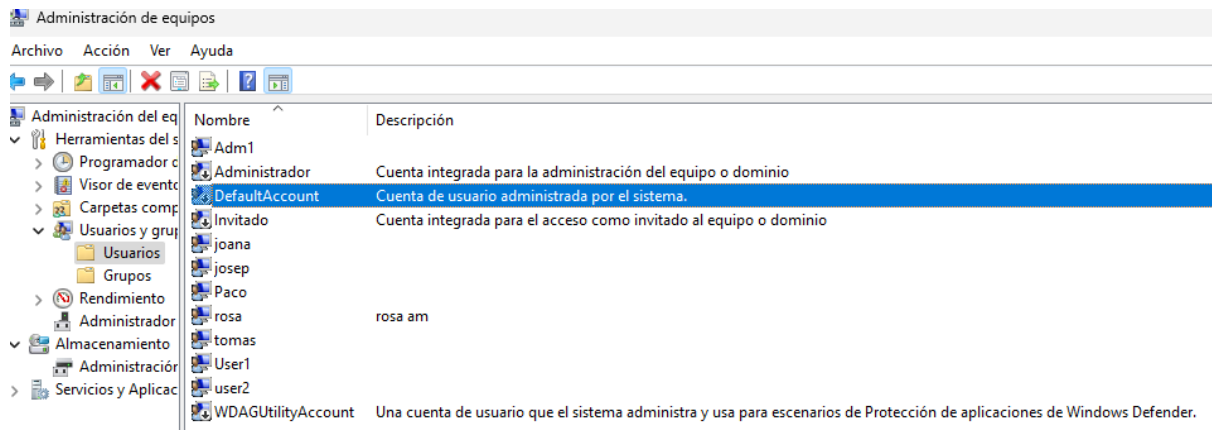 Administración de equipos
Archivo Acción Ver Ayuda
Administración del eq
Herramientas del s
Programador c
Visor de evento
Carpetas comp
Usuarios y grup
Usuarios
Grupos
Rendimiento
Administrador
Almacenamiento
Administración
Servicios y Aplicac
Nombre Descripción
Adm1
Administrador Cuenta integrada para la administración del equipo o dominio
DefaultAccount Cuenta de usuario administrada por el sistema.
Invitado Cuenta integrada para el acceso como invitado al equipo o dominio
joana
josep
Paco
rosa rosa am
tomas
User1
user2
WDAGUtilityAccount Una cuenta de usuario que el sistema administra y usa para escenarios de Protección de aplicaciones de Windows Defender.